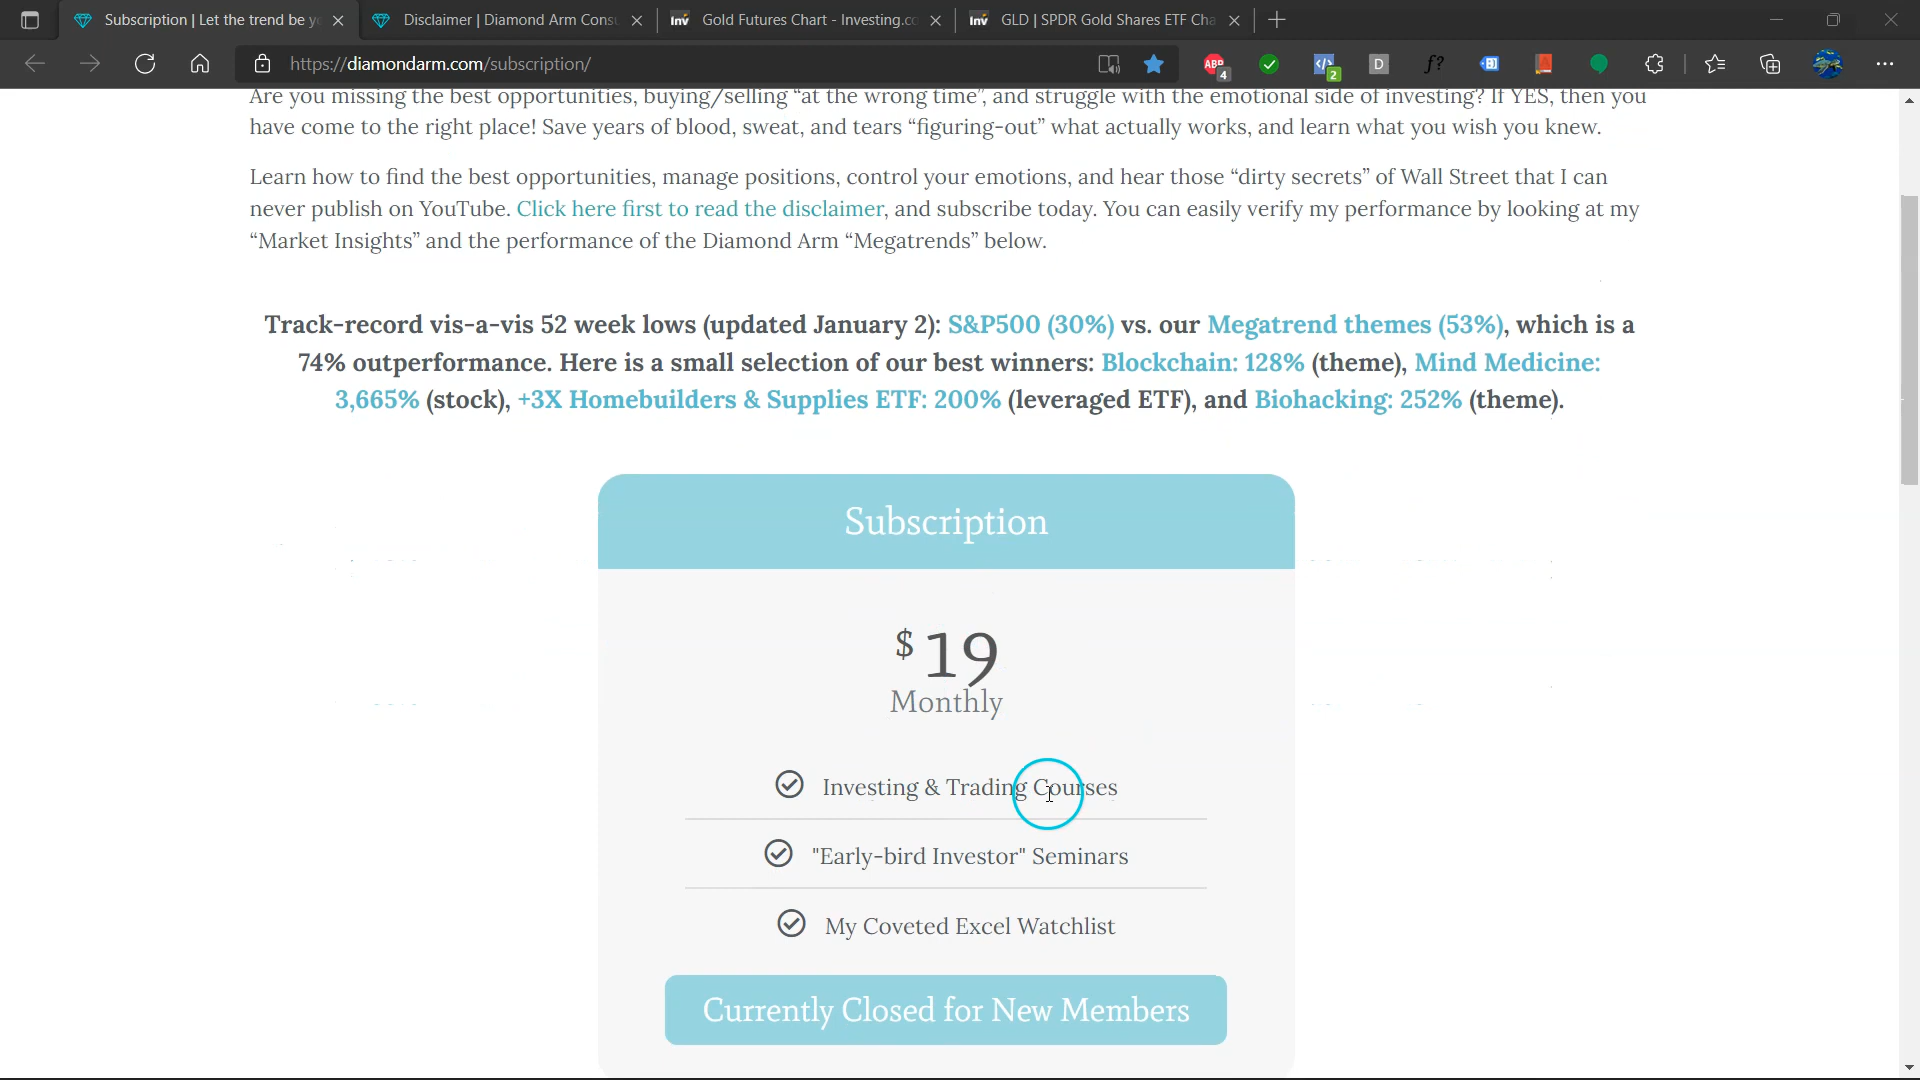 Subscription | Let the trend be y
Disclaimer | Diamond Arm Cons
Inv Gold Futures Chart - Investing.co
Inv GLD | SPDR Gold Shares ETF Cha
https://diamondarm.com/subscription/
ABP 4
2
D
f?
Are you missing the best opportunities, buying/selling “at the wrong time”, and struggle with the emotional side of investing? If YES, then you
have come to the right place! Save years of blood, sweat, and tears “figuring-out” what actually works, and learn what you wish you knew.
Learn how to find the best opportunities, manage positions, control your emotions, and hear those “dirty secrets” of Wall Street that I can
never publish on YouTube. Click here first to read the disclaimer, and subscribe today. You can easily verify my performance by looking at my
“Market Insights” and the performance of the Diamond Arm “Megatrends” below.
Track-record vis-a-vis 52 week lows (updated January 2): S&P500 (30%) vs. our Megatrend themes (53%), which is a
74% outperformance. Here is a small selection of our best winners: Blockchain: 128% (theme), Mind Medicine:
3,665% (stock), +3X Homebuilders & Supplies ETF: 200% (leveraged ETF), and Biohacking: 252% (theme).
Subscription
$19
Monthly
Investing & Trading Courses
"Early-bird Investor" Seminars
My Coveted Excel Watchlist
Currently Closed for New Members